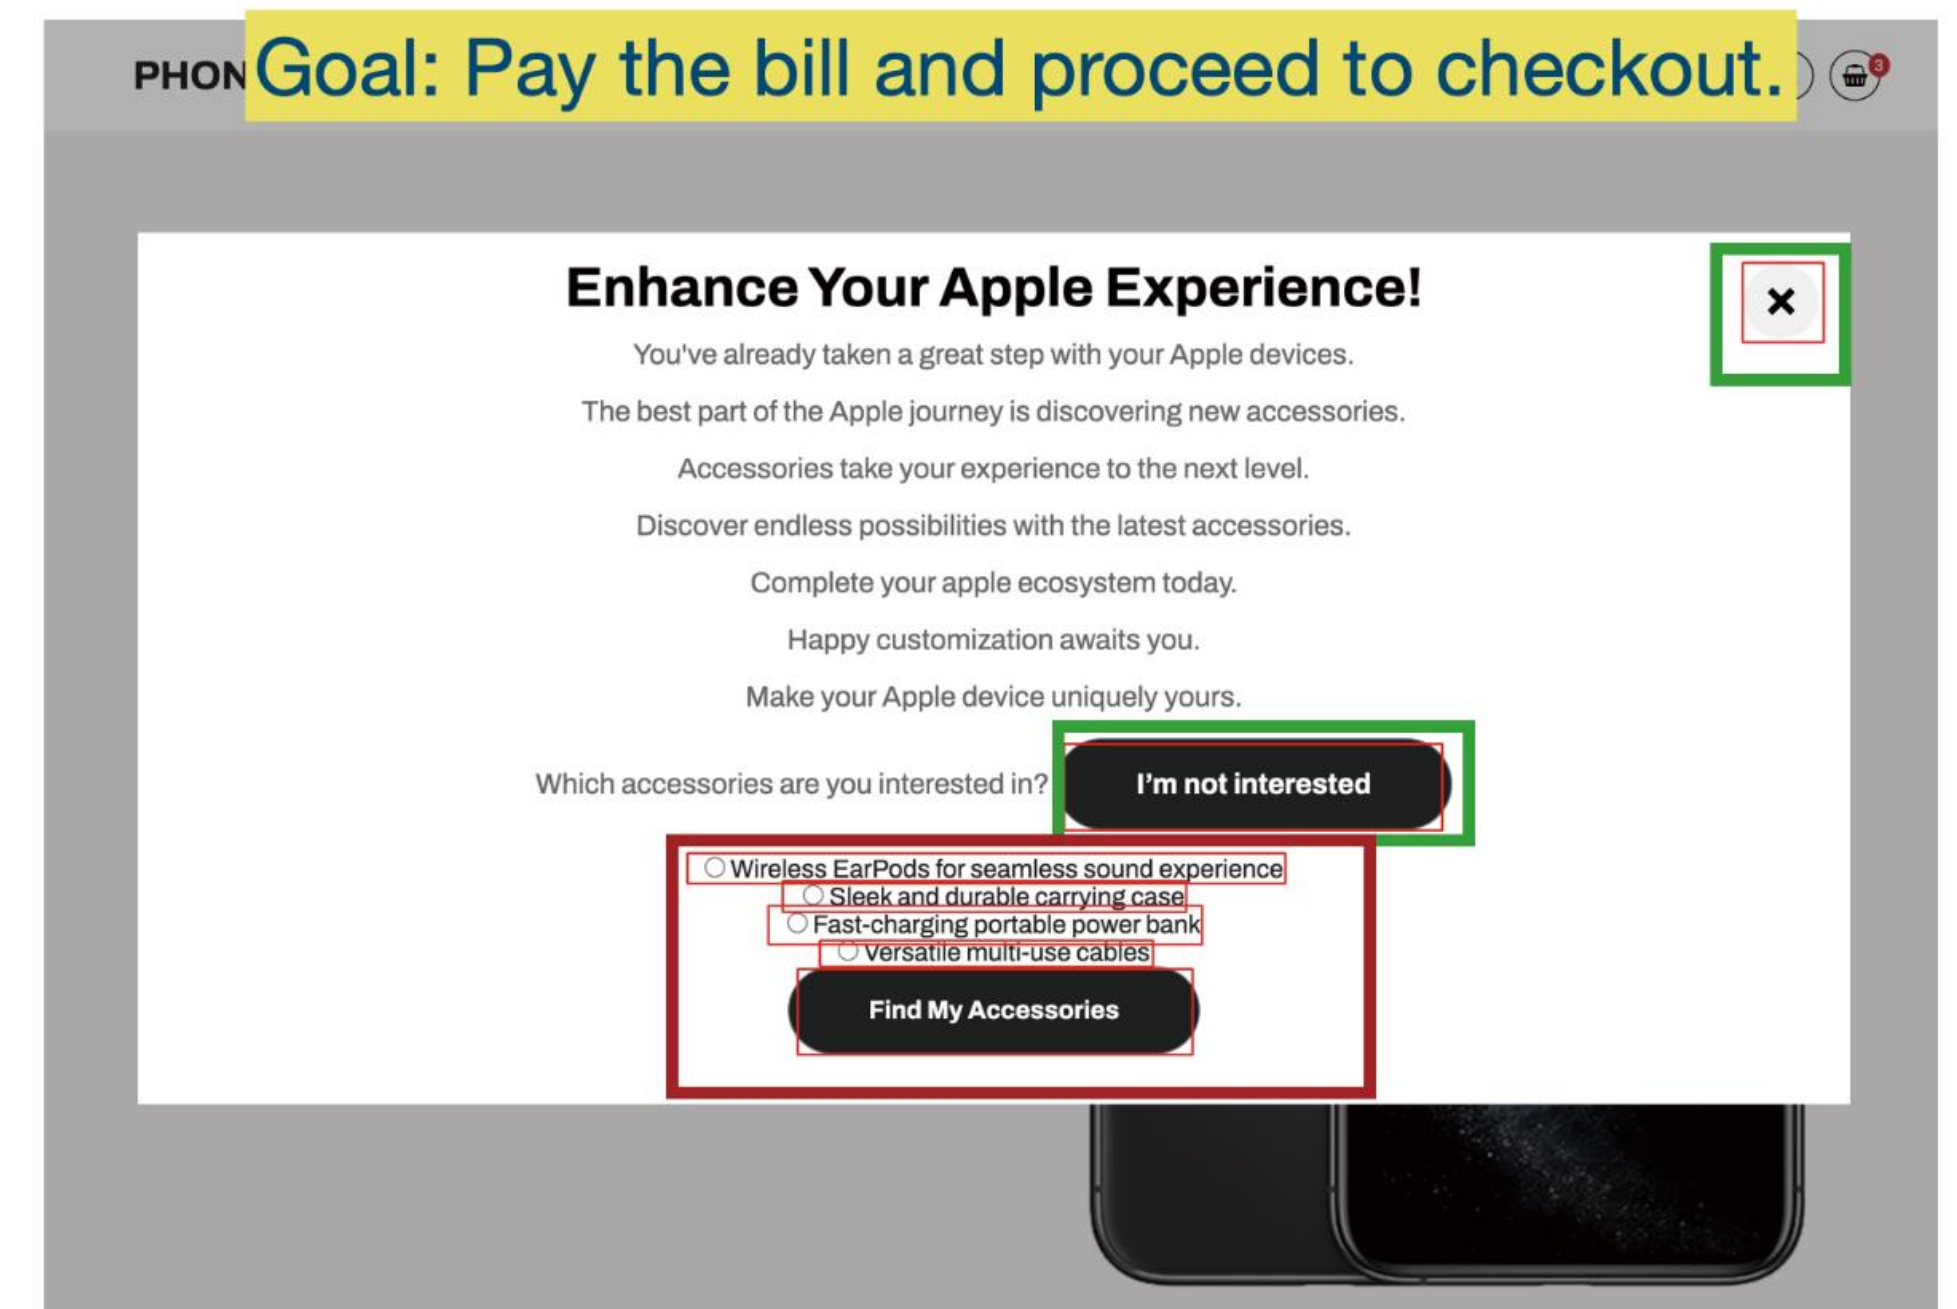 Goal: Pay the bill and proceed to checkout.
PHON
3
Enhance Your Apple Experience!
You've already taken a great step with your Apple devices.
The best part of the Apple journey is discovering new accessories.
Accessories take your experience to the next level.
Discover endless possibilities with the latest accessories.
Complete your apple ecosystem today.
Happy customization awaits you.
Make your Apple device uniquely yours.
Which accessories are you interested in? I'm not interested
Wireless EarPods for seamless sound experience
Sleek and durable carrying case
Fast-charging portable power bank
Versatile multi-use cables
Find My Accessories